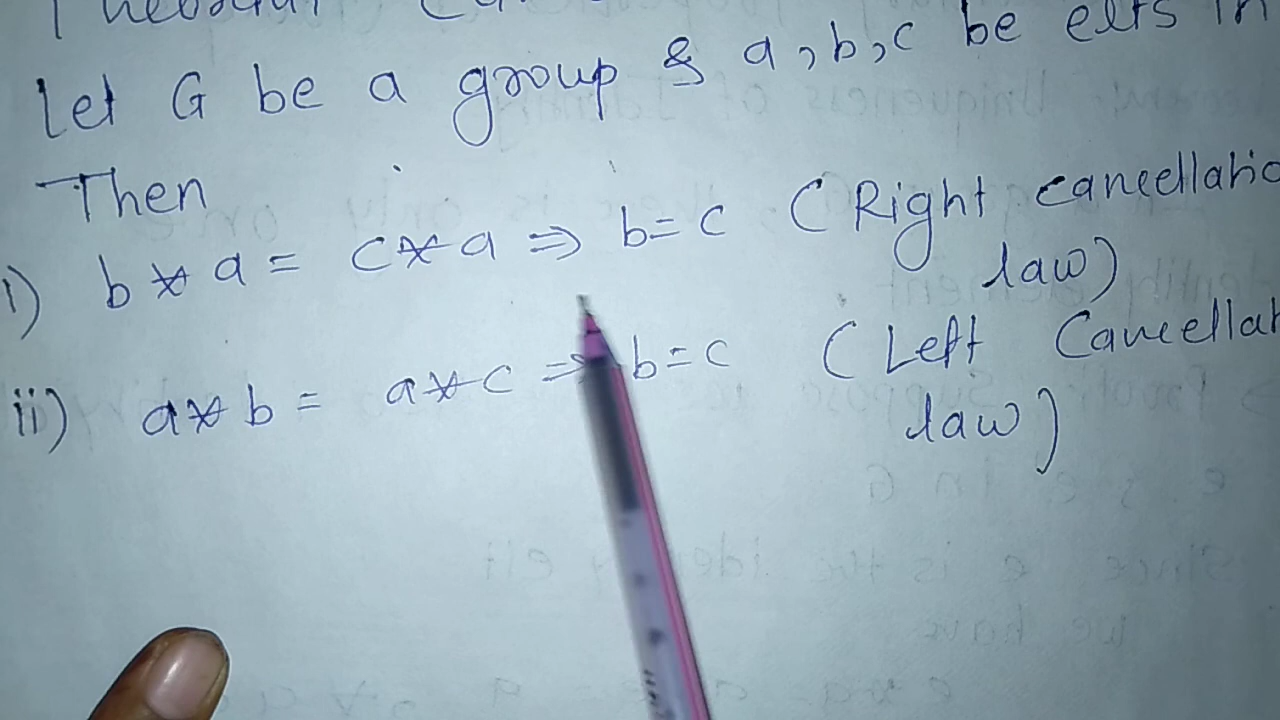 Let G be a group & a, b, c be elts in
Then
i) b * a = c * a ⇒ b = c (Right cancellatio
law)
ii) a * b = a * c ⇒ b = c (Left Cancellat
law)